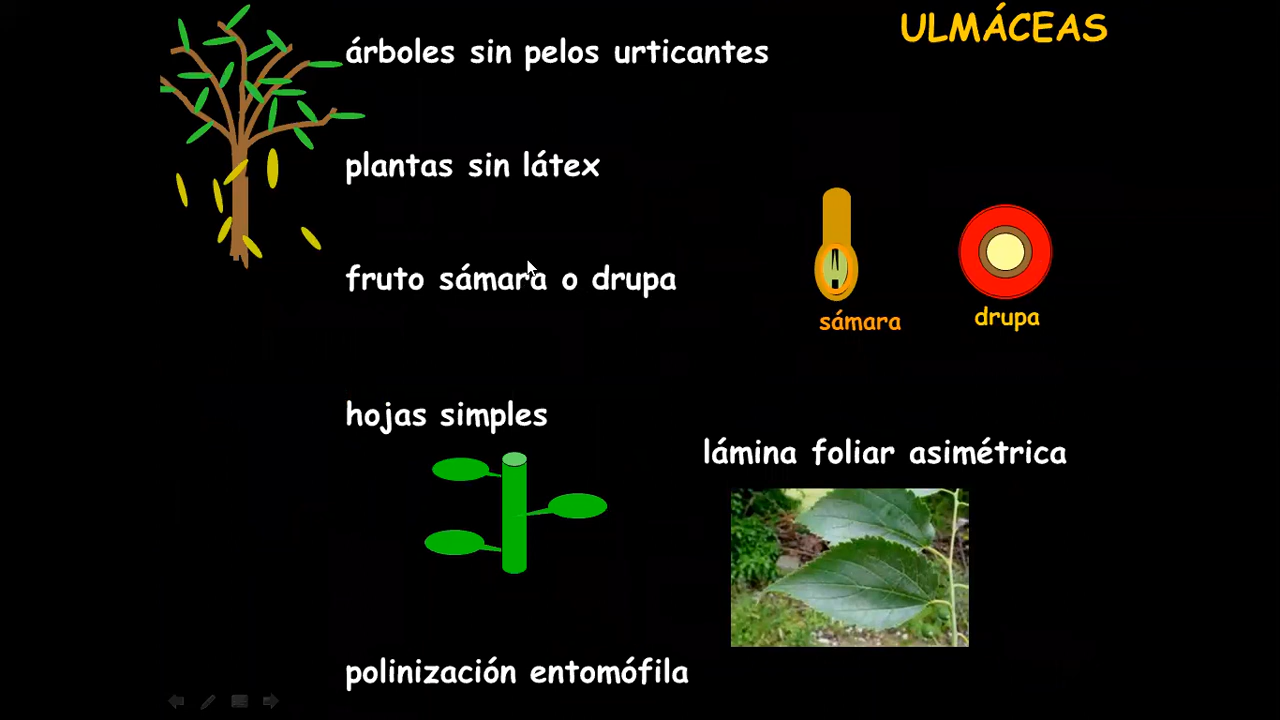 ULMÁCEAS
árboles sin pelos urticantes
plantas sin látex
fruto sámara o drupa
sámara
drupa
hojas simples
lámina foliar asimétrica
polinización entomófila